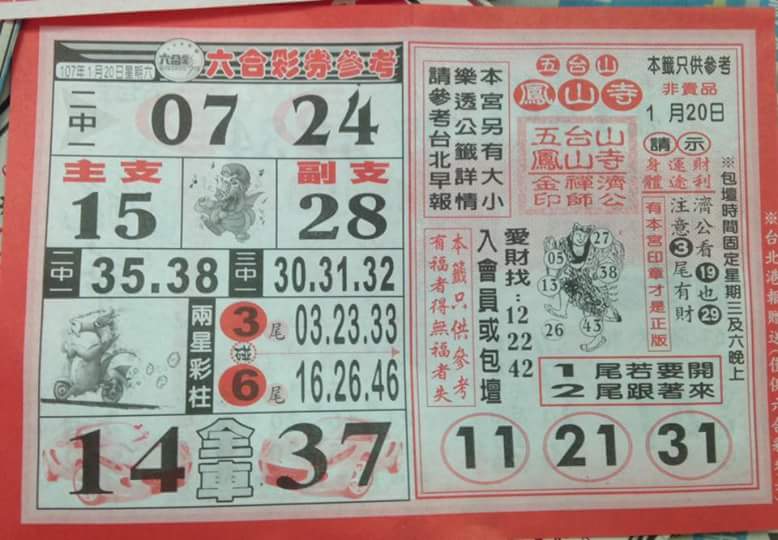 六合彩
107年1月20日星期六
六合彩券參考
二中一
07 24
主支
15
副支
28
二中一
35.38
三中一
30.31.32
兩星彩柱
3尾
03.23.33
6尾
16.26.46
14
全車
37
本宮另有大小
樂透公籤詳情
請參考台北早報
五台山
鳳山寺
本籤只供參考
非賣品
1月20日
五台山
鳳山寺
濟公
禪師
金印
請示
財利
運途
身體
濟公看19也29
注意3尾有財
有本宮印章才是正版
※包壇時間固定星期三及六晚上
愛財找:12 22 42
入會員或包壇
本籤只供參考
有福者得無福者失
27
05
38
13
26
43
1尾若要開
2尾跟著來
11
21
31